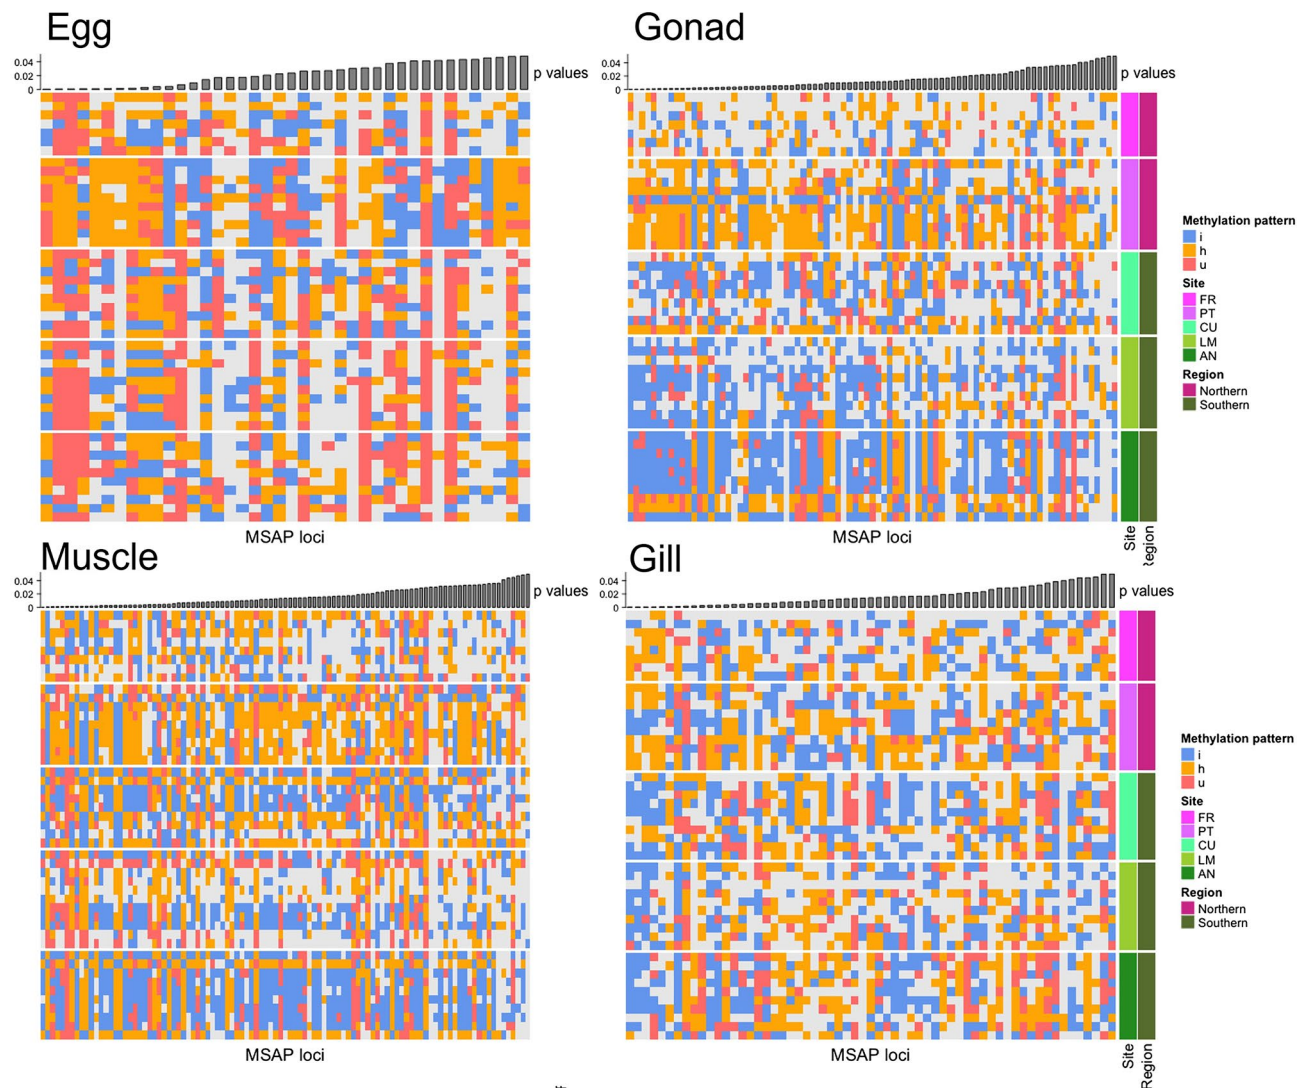 Egg
0.04
0.02
0
p values
MSAP loci
Gonad
0.04
0.02
0
p values
MSAP loci
Site
Region
Methylation pattern
i
h
u
Site
FR
PT
CU
LM
AN
Region
Northern
Southern
Muscle
0.04
0.02
0
p values
MSAP loci
Gill
0.04
0.02
0
p values
MSAP loci
Site
Region
Methylation pattern
i
h
u
Site
FR
PT
CU
LM
AN
Region
Northern
Southern